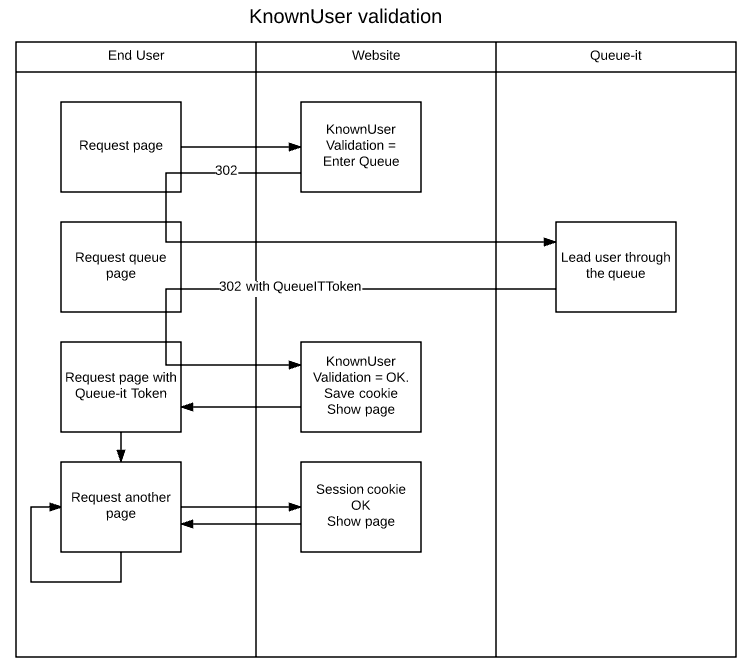 KnownUser validation
End User
Website
Queue-it
Request page
KnownUser
Validation =
Enter Queue
302
Request queue
page
Lead user through
the queue
302 with QueueITToken
Request page with
Queue-it Token
KnownUser
Validation = OK.
Save cookie
Show page
Request another
page
Session cookie
OK
Show page